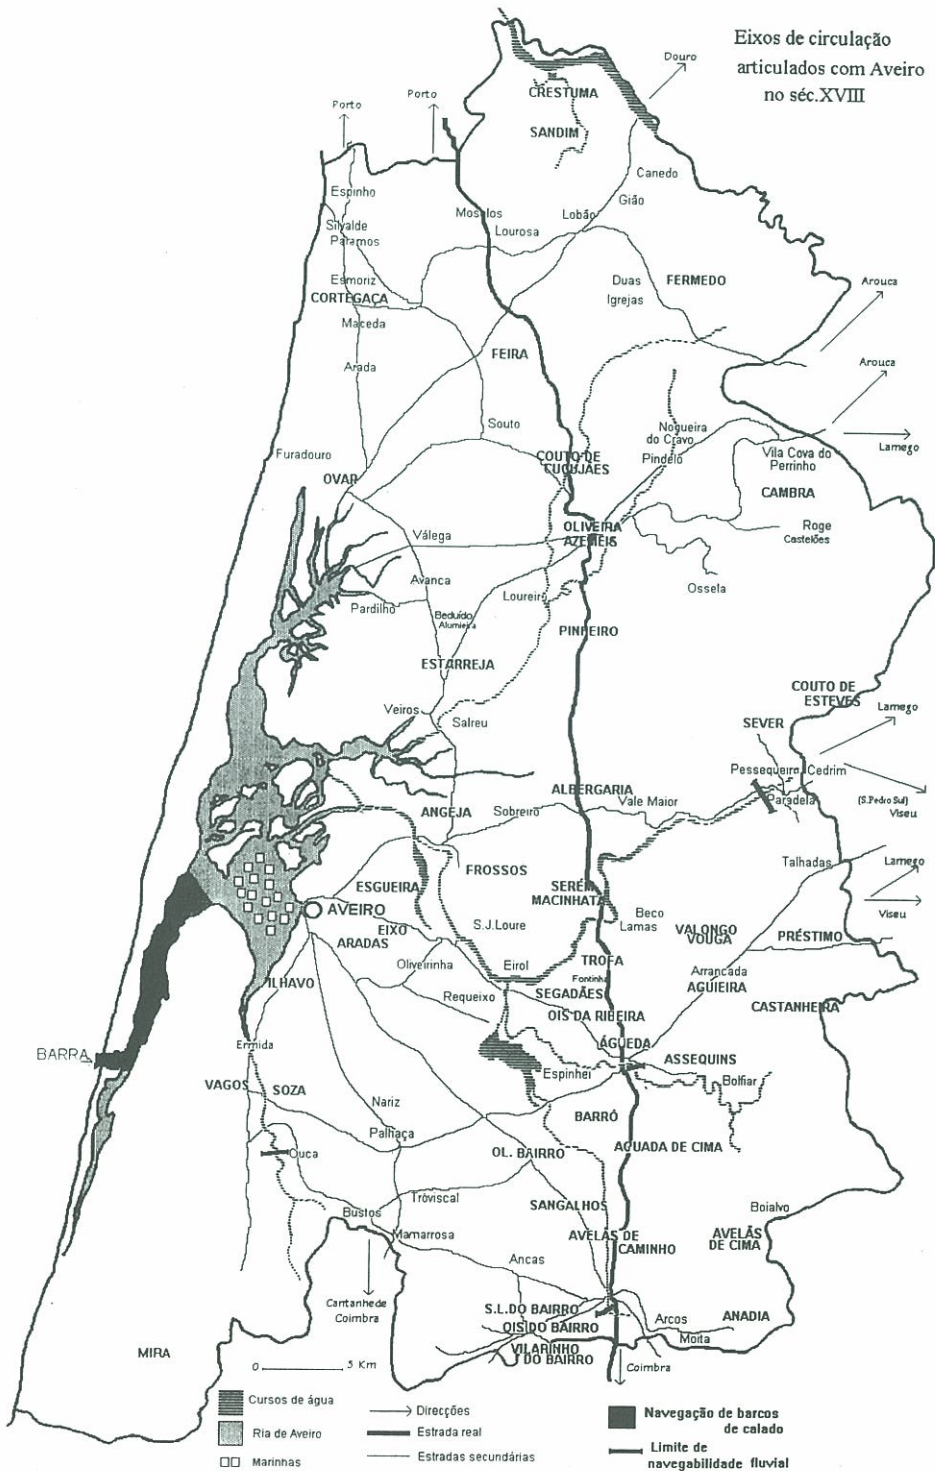 Eixos de circulação
articulados com Aveiro
no séc.XVIII
Douro
Porto
Porto
CRESTUMA
SANDIM
Canedo
Espinho
Gião
Moselos
Lobão
Silvalde
Lourosa
Paramos
Esmoriz
Duas
Igrejas
FERMEDO
Arouca
CORTEGAÇA
Maceda
FEIRA
Arada
Arouca
Souto
Nogueira
do Cravo
Lamego
Furadouro
COUTO DE
CUCUJÃES
Pindelo
Vila Cova do
Perrinho
OVAR
CAMBRA
OLIVEIRA
AZEMEIS
Roge
Castelões
Válega
Avanca
Ossela
Pardilho
Loureiro
Beduído
Alumieira
PINHEIRO
ESTARREJA
COUTO DE
ESTEVES
Veiros
Salreu
SEVER
Lamego
Pessegueiro
Cedrim
ALBERGARIA
Vale Maior
Paradela
(S.Pedro Sul)
Viseu
ANGEJA
Sobreiro
Talhadas
Lamego
FROSSOS
ESGUEIRA
SERÉM
MACINHATA
Viseu
AVEIRO
Beco
Lamas
EIXO
S.J.Loure
VALONGO
VOUGA
PRÉSTIMO
ARADAS
TROFA
Oliveirinha
Eirol
Fontinha
Arrancada
AGUIEIRA
ILHAVO
Requeixo
SEGADÃES
CASTANHEIRA
OIS DA RIBEIRA
Ermida
ÁGUEDA
BARRA
ASSEQUINS
Espinhel
Bolfiar
VAGOS
SOZA
Nariz
BARRÓ
Palhaça
AGUADA DE CIMA
Ouca
OL. BAIRRO
Troviscal
SANGALHOS
Bustos
Boialvo
Mamarrosa
AVELÃS DE
CAMINHO
AVELÃS
DE CIMA
Ancas
Cantanhede
Coimbra
S.L.DO BAIRRO
Arcos
ANADIA
OIS DO BAIRRO
Moita
VILARINHO
DO BAIRRO
MIRA
Coimbra
0 5 Km
Cursos de água
Direcções
Navegação de barcos
de calado
Ria de Aveiro
Estrada real
Marinhas
Estradas secundárias
Limite de
navegabilidade fluvial